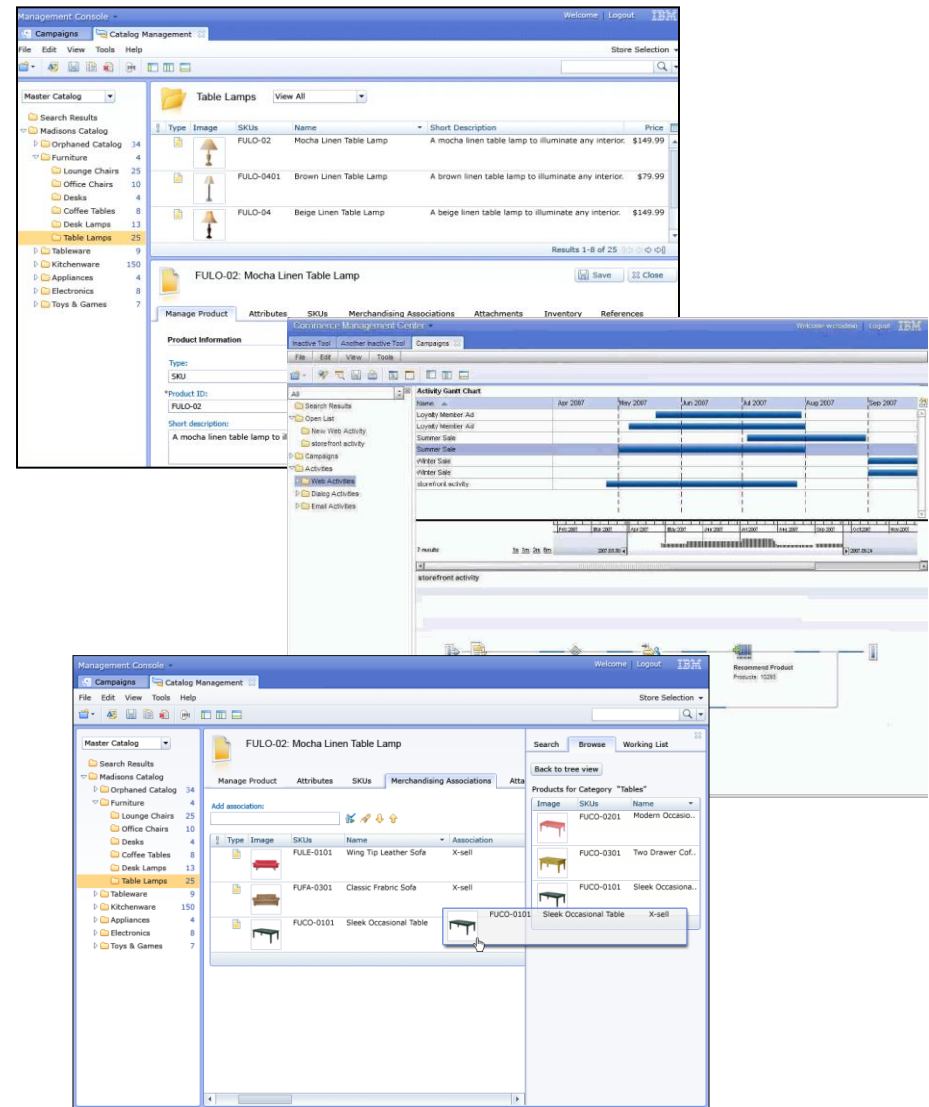 Management Console
Welcome Logout IBM
Campaigns Catalog Management
File Edit View Tools Help
Store Selection
Master Catalog
Search Results
Madisons Catalog
Orphaned Catalog 34
Furniture 4
Lounge Chairs 25
Office Chairs 10
Desks 4
Coffee Tables 8
Desk Lamps 13
Table Lamps 25
Tableware 9
Kitchenware 150
Appliances 4
Electronics 8
Toys & Games 7
Table Lamps View All
! Type Image SKUs Name Short Description Price
FULO-02 Mocha Linen Table Lamp A mocha linen table lamp to illuminate any interior. $149.99
FULO-0401 Brown Linen Table Lamp A brown linen table lamp to illuminate any interior. $79.99
FULO-04 Beige Linen Table Lamp A beige linen table lamp to illuminate any interior. $149.99
Results 1-8 of 25
FULO-02: Mocha Linen Table Lamp
Save Close
Manage Product Attributes SKUs Merchandising Associations Attachments Inventory References
Product Information
Type:
SKU
*Product ID:
FULO-02
Short description:
A mocha linen table lamp to il
Commerce Management Center
Welcome wcsadmin Logout IBM
Inactive Tool Another Inactive Tool Campaigns
File Edit View Tools
All
Search Results
Open List
New Web Activity
storefront activity
Campaigns
Activities
Web Activities
Dialog Activities
Email Activities
Activity Gantt Chart
Name Apr 2007 May 2007 Jun 2007 Jul 2007 Aug 2007 Sep 2007
Loyalty Member Ad
Loyalty Member Ad
Summer Sale
Summer Sale
Winter Sale
Winter Sale
storefront activity
7 results 1m 3m 6m
storefront activity
Recommend Product
Products: 10293
Management Console
Welcome Logout IBM
Campaigns Catalog Management
File Edit View Tools Help
Store Selection
Master Catalog
Search Results
Madisons Catalog
Orphaned Catalog 34
Furniture 4
Lounge Chairs 25
Office Chairs 10
Desks 4
Coffee Tables 8
Desk Lamps 13
Table Lamps 25
Tableware 9
Kitchenware 150
Appliances 4
Electronics 8
Toys & Games 7
FULO-02: Mocha Linen Table Lamp
Manage Product Attributes SKUs Merchandising Associations Atta
Add association:
! Type Image SKUs Name Association
FULE-0101 Wing Tip Leather Sofa X-sell
FUFA-0301 Classic Frabric Sofa X-sell
FUCO-0101 Sleek Occasional Table
FUCO-0101 Sleek Occasional Table X-sell
Search Browse Working List
Back to tree view
Products for Category "Tables"
Image SKUs Name
FUCO-0201 Modern Occasio..
FUCO-0301 Two Drawer Cof..
FUCO-0101 Sleek Occasiona..